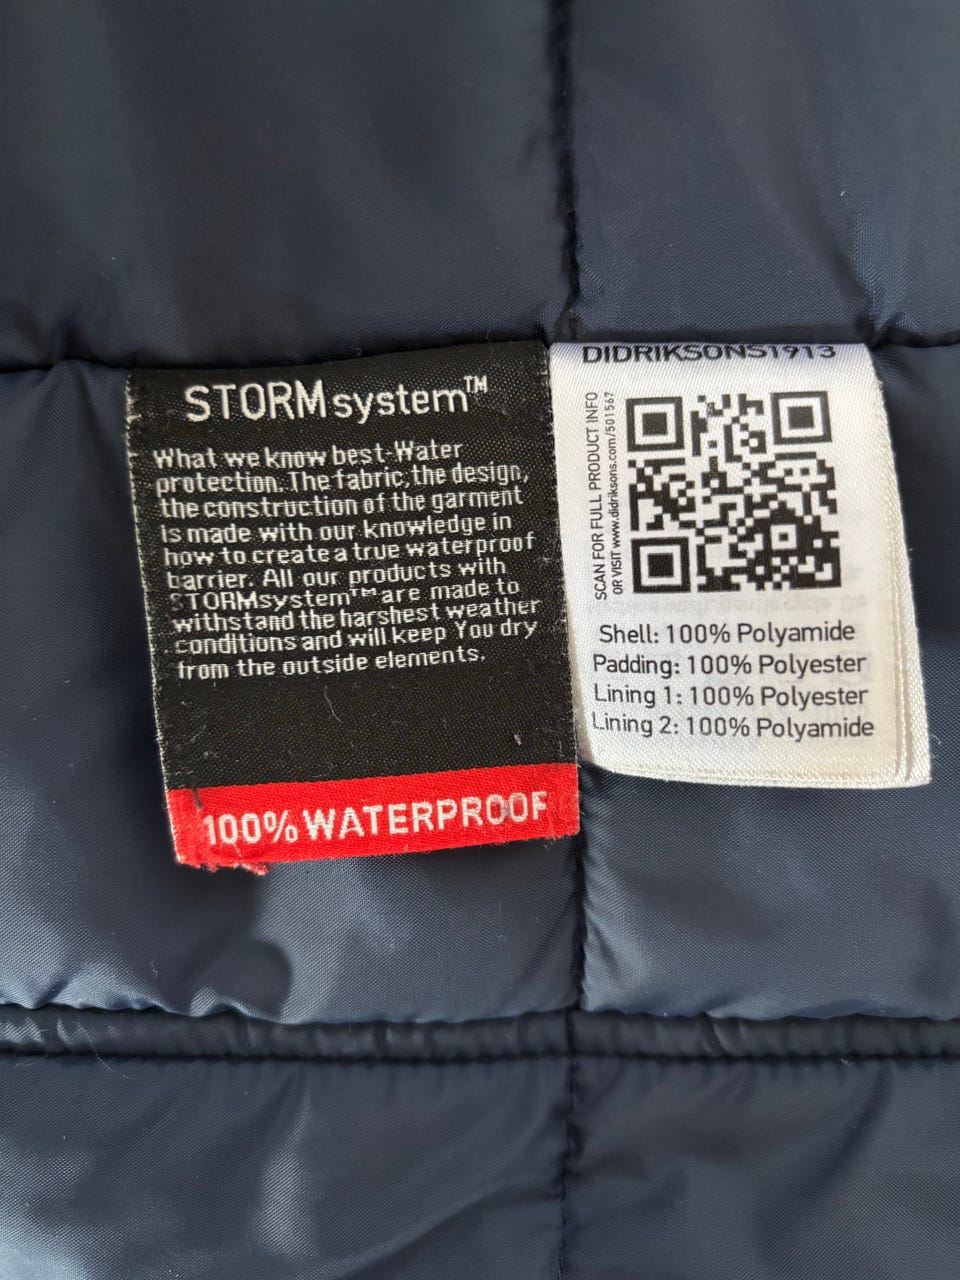 STORMsystem™
What we know best-Water
protection. The fabric, the design,
the construction of the garment
is made with our knowledge in
how to create a true waterproof
barrier. All our products with
STORMsystem™ are made to
withstand the harshest weather
conditions and will keep You dry
from the outside elements.
100% WATERPROOF
DIDRIKSONS1913
SCAN FOR FULL PRODUCT INFO
OR VISIT www.didriksons.com/501567
Shell: 100% Polyamide
Padding: 100% Polyester
Lining 1: 100% Polyester
Lining 2: 100% Polyamide